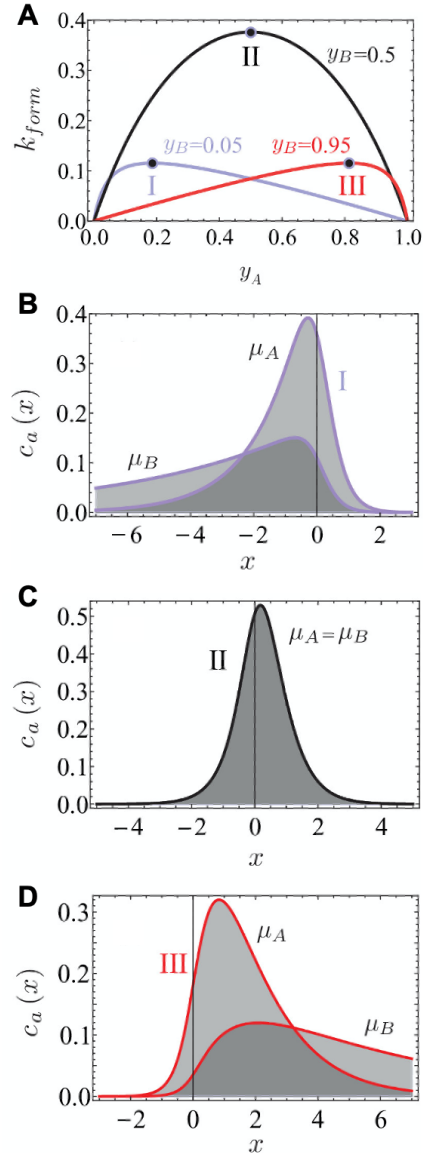 A
0.4
0.3
0.2
0.1
0.0
k_form
II
y_B=0.5
y_B=0.05
y_B=0.95
I
III
0.0 0.2 0.4 0.6 0.8 1.0
y_A
B
0.4
0.3
0.2
0.1
0.0
c_a(x)
μ_A
I
μ_B
−6 −4 −2 0 2
x
C
0.5
0.4
0.3
0.2
0.1
0.0
c_a(x)
II
μ_A=μ_B
−4 −2 0 2 4
x
D
0.3
0.2
0.1
0.0
c_a(x)
III
μ_A
μ_B
−2 0 2 4 6
x